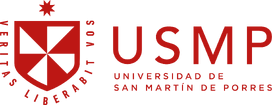 VERITAS LIBERABIT VOS
USMP
UNIVERSIDAD DE
SAN MARTÍN DE PORRES